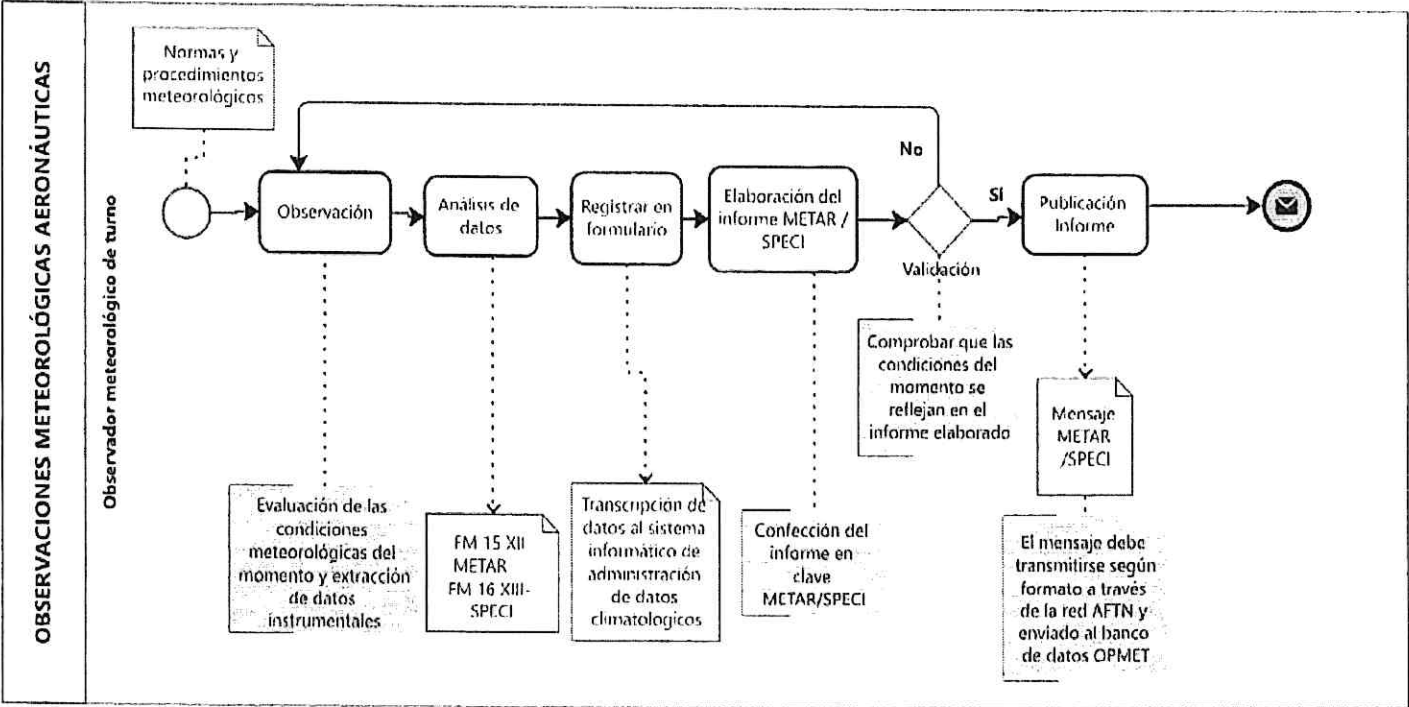 OBSERVACIONES METEOROLÓGICAS AERONÁUTICAS
Observador meteorológico de turno
Normas y
procedimientos
meteorológicos
Observación
Análisis de
datos
Registrar en
formulario
Elaboración del
informe METAR /
SPECI
No
Validación
Sí
Publicación
Informe
Evaluación de las
condiciones
meteorológicas del
momento y extracción
de datos
instrumentales
FM 15 XII
METAR
FM 16 XIII-
SPECI
Transcripción de
datos al sistema
informático de
administración
de datos
climatologicos
Confección del
informe en
clave
METAR/SPECI
Comprobar que las
condiciones del
momento se
reflejan en el
informe elaborado
Mensaje
METAR
/SPECI
El mensaje debe
transmitirse según
formato a través
de la red AFTN y
enviado al banco
de datos OPMET